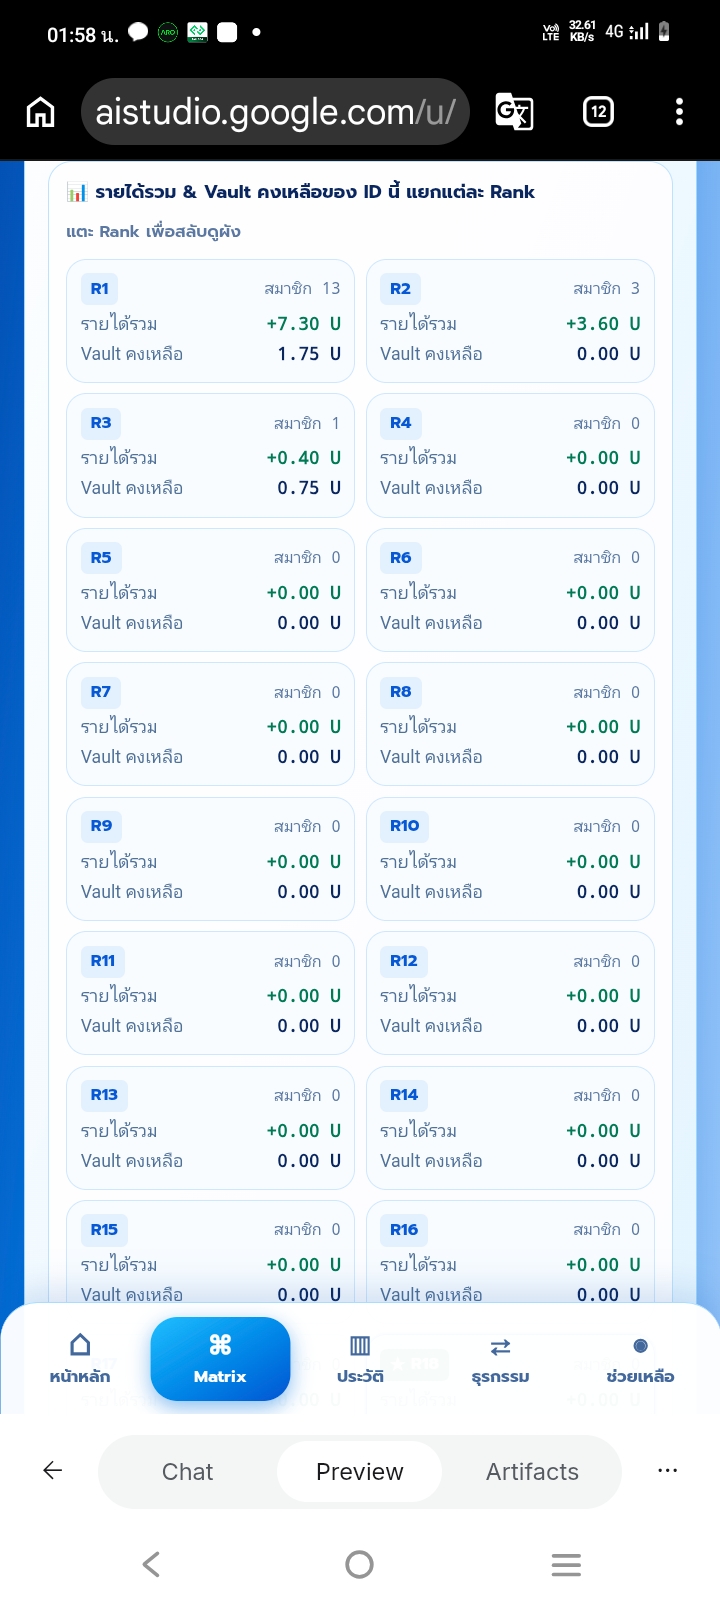 01:58 น.
ARO
Vo)) LTE
32.61 KB/s
4G
aistudio.google.com/u/
12
📊 รายได้รวม & Vault คงเหลือของ ID นี้ แยกแต่ละ Rank
แตะ Rank เพื่อสลับดูผัง
R1 สมาชิก 13
รายได้รวม +7.30 U
Vault คงเหลือ 1.75 U
R2 สมาชิก 3
รายได้รวม +3.60 U
Vault คงเหลือ 0.00 U
R3 สมาชิก 1
รายได้รวม +0.40 U
Vault คงเหลือ 0.75 U
R4 สมาชิก 0
รายได้รวม +0.00 U
Vault คงเหลือ 0.00 U
R5 สมาชิก 0
รายได้รวม +0.00 U
Vault คงเหลือ 0.00 U
R6 สมาชิก 0
รายได้รวม +0.00 U
Vault คงเหลือ 0.00 U
R7 สมาชิก 0
รายได้รวม +0.00 U
Vault คงเหลือ 0.00 U
R8 สมาชิก 0
รายได้รวม +0.00 U
Vault คงเหลือ 0.00 U
R9 สมาชิก 0
รายได้รวม +0.00 U
Vault คงเหลือ 0.00 U
R10 สมาชิก 0
รายได้รวม +0.00 U
Vault คงเหลือ 0.00 U
R11 สมาชิก 0
รายได้รวม +0.00 U
Vault คงเหลือ 0.00 U
R12 สมาชิก 0
รายได้รวม +0.00 U
Vault คงเหลือ 0.00 U
R13 สมาชิก 0
รายได้รวม +0.00 U
Vault คงเหลือ 0.00 U
R14 สมาชิก 0
รายได้รวม +0.00 U
Vault คงเหลือ 0.00 U
R15 สมาชิก 0
รายได้รวม +0.00 U
Vault คงเหลือ 0.00 U
R16 สมาชิก 0
รายได้รวม +0.00 U
Vault คงเหลือ 0.00 U
หน้าหลัก
Matrix
ประวัติ
ธุรกรรม
ช่วยเหลือ
Chat
Preview
Artifacts